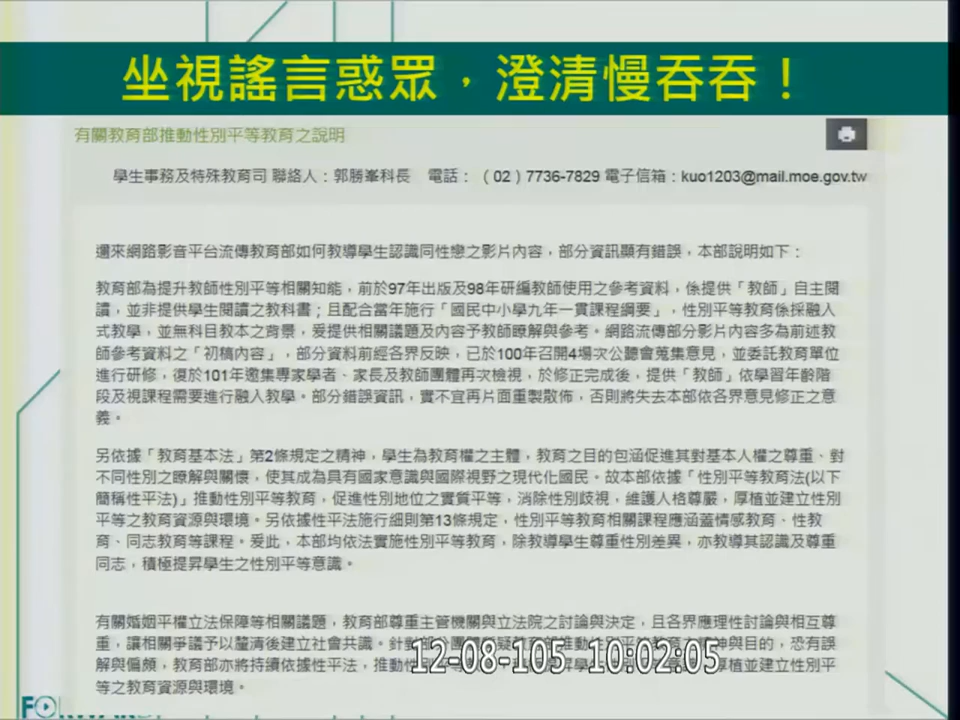 坐視謠言惑眾，澄清慢吞吞！
有關教育部推動性別平等教育之說明
學生事務及特殊教育司 聯絡人：郭勝峯科長　電話：（02）7736-7829 電子信箱：kuo1203@mail.moe.gov.tw
邇來網路影音平台流傳教育部如何教導學生認識同性戀之影片內容，部分資訊顯有錯誤，本部說明如下：
教育部為提升教師性別平等相關知能，前於97年出版及98年研編教師使用之參考資料，係提供「教師」自主閱
讀，並非提供學生閱讀之教科書；且配合當年施行「國民中小學九年一貫課程綱要」，性別平等教育係採融入
式教學，並無科目教本之背景，爰提供相關議題及內容予教師瞭解與參考。網路流傳部分影片內容多為前述教
師參考資料之「初稿內容」，部分資料前經各界反映，已於100年召開4場次公聽會蒐集意見，並委託教育單位
進行研修，復於101年邀集專家學者、家長及教師團體再次檢視，於修正完成後，提供「教師」依學習年齡階
段及視課程需要進行融入教學。部分錯誤資訊，實不宜再片面重製散佈，否則將失去本部依各界意見修正之意
義。
另依據「教育基本法」第2條規定之精神，學生為教育權之主體，教育之目的包涵促進其對基本人權之尊重、對
不同性別之瞭解與關懷，使其成為具有國家意識與國際視野之現代化國民。故本部依據「性別平等教育法(以下
簡稱性平法)」推動性別平等教育，促進性別地位之實質平等，消除性別歧視，維護人格尊嚴，厚植並建立性別
平等之教育資源與環境。另依據性平法施行細則第13條規定，性別平等教育相關課程應涵蓋情感教育、性教
育、同志教育等課程。爰此，本部均依法實施性別平等教育，除教導學生尊重性別差異，亦教導其認識及尊重
同志，積極提昇學生之性別平等意識。
有關婚姻平權立法保障等相關議題，教育部尊重主管機關與立法院之討論與決定，且各界應理性討論與相互尊
重，讓相關爭議予以釐清後建立社會共識。針對部分團體質疑教育部推動性別平等教育之精神與目的，恐有誤
解與偏頗，教育部亦將持續依據性平法，推動性 厚植並建立性別平
等之教育資源與環境。
12-08-105 10:02:05